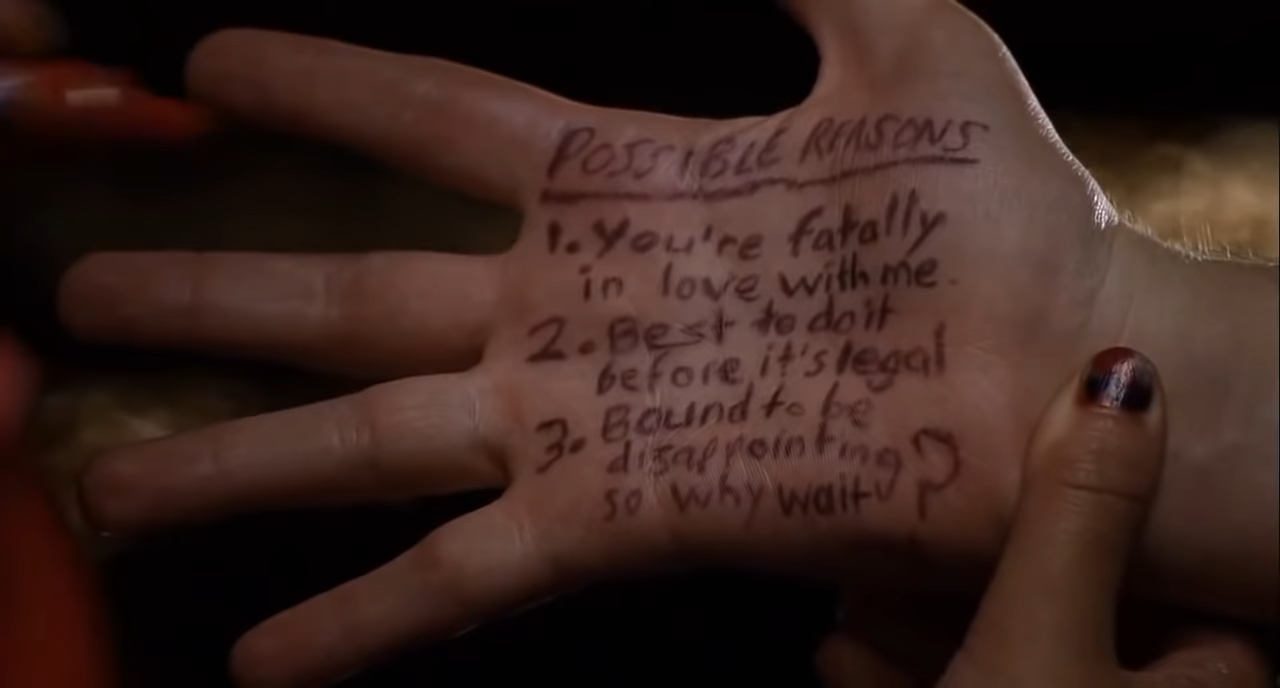 POSSIBLE REASONS
1. You're fatally
in love with me.
2. Best to do it
before it's legal
3. Bound to be
disappointing
so why wait?